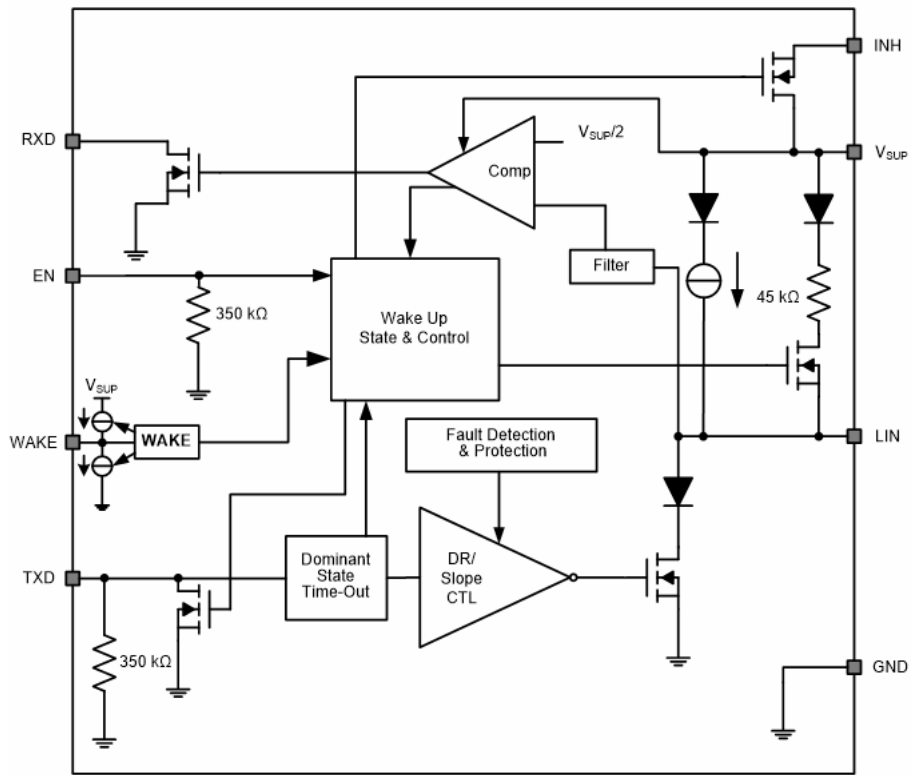 INH
V_SUP/2
RXD
V_SUP
Comp
EN
Filter
350 kΩ
45 kΩ
Wake Up
State & Control
V_SUP
WAKE
WAKE
Fault Detection
& Protection
LIN
TXD
Dominant
State
Time-Out
DR/
Slope
CTL
350 kΩ
GND